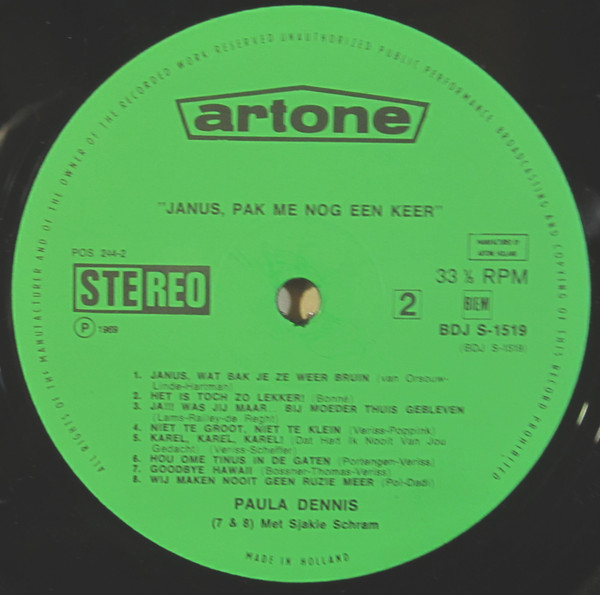 ALL RIGHTS OF THE MANUFACTURER AND OF THE OWNER OF THE RECORDED WORK RESERVED UNAUTHORIZED PUBLIC PERFORMANCE, BROADCASTING AND COPYING OF THIS RECORD PROHIBITED
artone
"JANUS, PAK ME NOG EEN KEER"
POS 244-2
STEREO
P 1969
MANUFACTURED BY
ARTONE HOLLAND
33 ⅓ RPM
2
BIEM
BDJ S-1519
(BDJ S-1519)
1. JANUS, WAT BAK JE ZE WEER BRUIN (van Orsouw-
Linde-Hartman)
2. HET IS TOCH ZO LEKKER! (Bonné)
3. JA!!! WAS JIJ MAAR... BIJ MOEDER THUIS GEBLEVEN
(Lams-Railey-de Reght)
4. NIET TE GROOT, NIET TE KLEIN (Veriss-Poppink)
5. KAREL, KAREL, KAREL! (Dat Han Ik Nooit Van Jou
Gedacht) (Veriss-Scheffer)
6. HOU OME TINUS IN DE GATEN (Portengen-Veriss)
7. GOODBYE HAWAII (Bossner-Thomas-Veriss)
8. WIJ MAKEN NOOIT GEEN RUZIE MEER (Pol-Dadi)
PAULA DENNIS
(7 & 8) Met Sjakie Schram
MADE IN HOLLAND